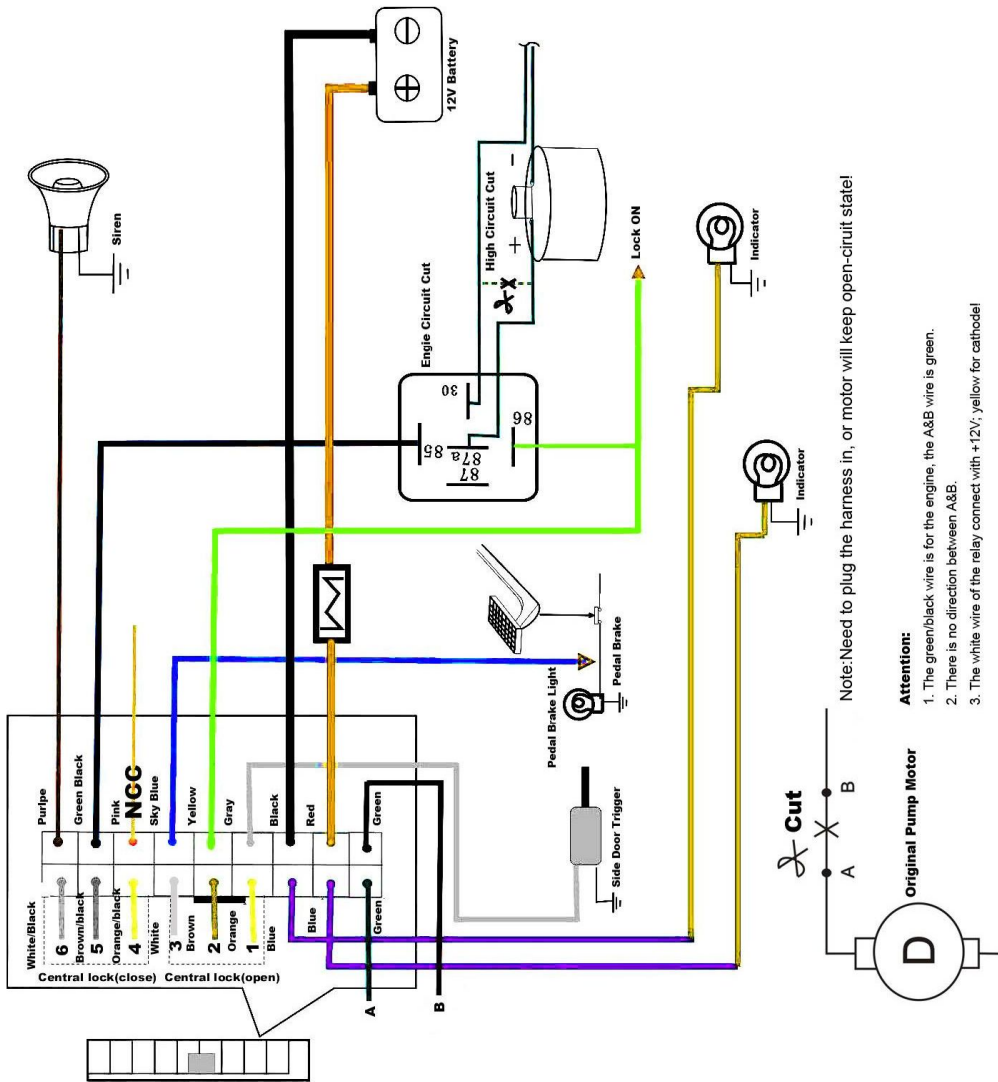 Siren
12V Battery
Engie Circuit Cut
High Circuit Cut
+
-
30
85
87a
87
86
Lock ON
Indicator
Indicator
Purlpe
Green Black
Pink
NCC
Sky Blue
Yellow
Gray
Black
Red
Green
White/Black
6
Brown/black
5
Orange/black
4
White
3
Brown
2
Orange
1
Blue
Blue
Green
Central lock(close)
Central lock(open)
A
B
Pedal Brake Light
Pedal Brake
Side Door Trigger
Cut
A
B
Original Pump Motor
D
Note:Need to plug the harness in, or motor will keep open-ciruit state!
Attention:
1. The green/black wire is for the engine, the A&B wire is green.
2. There is no direction between A&B.
3. The white wire of the relay connect with +12V; yellow for cathode!